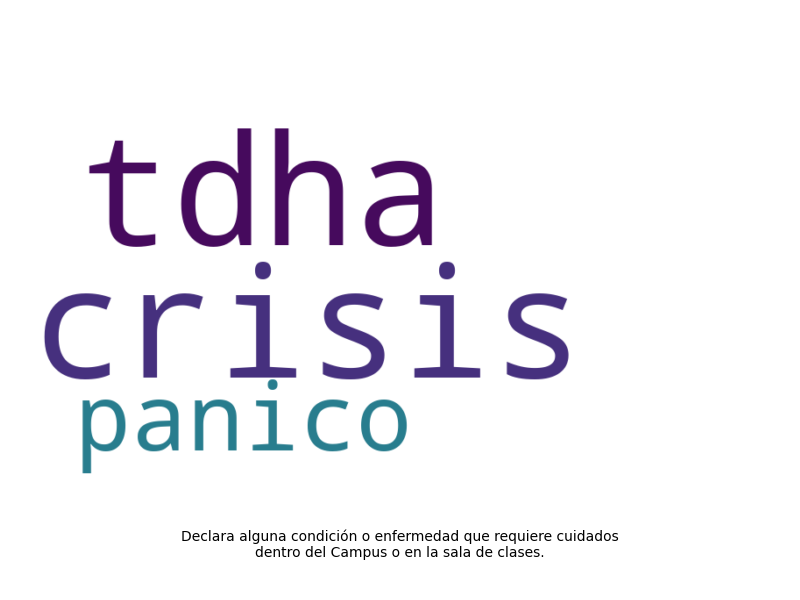 tdha
crisis
panico
Declara alguna condición o enfermedad que requiere cuidados
dentro del Campus o en la sala de clases.